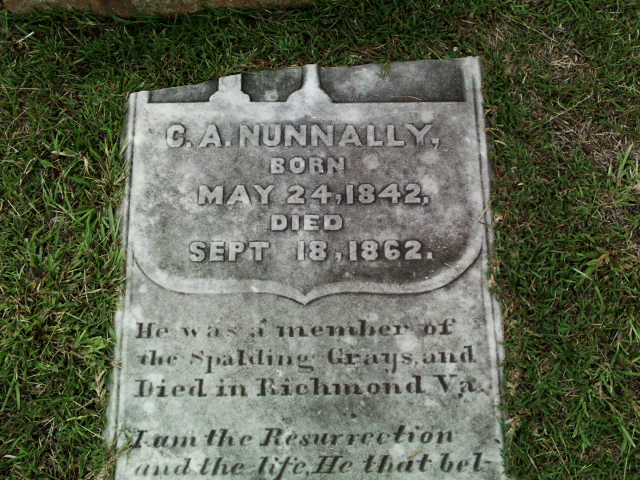 C. A. NUNNALLY,
BORN
MAY 24, 1842,
DIED
SEPT 18, 1862.
He was a member of
the Spalding Grays, and
Died in Richmond Va.
I am the Resurrection
and the life, He that bel-